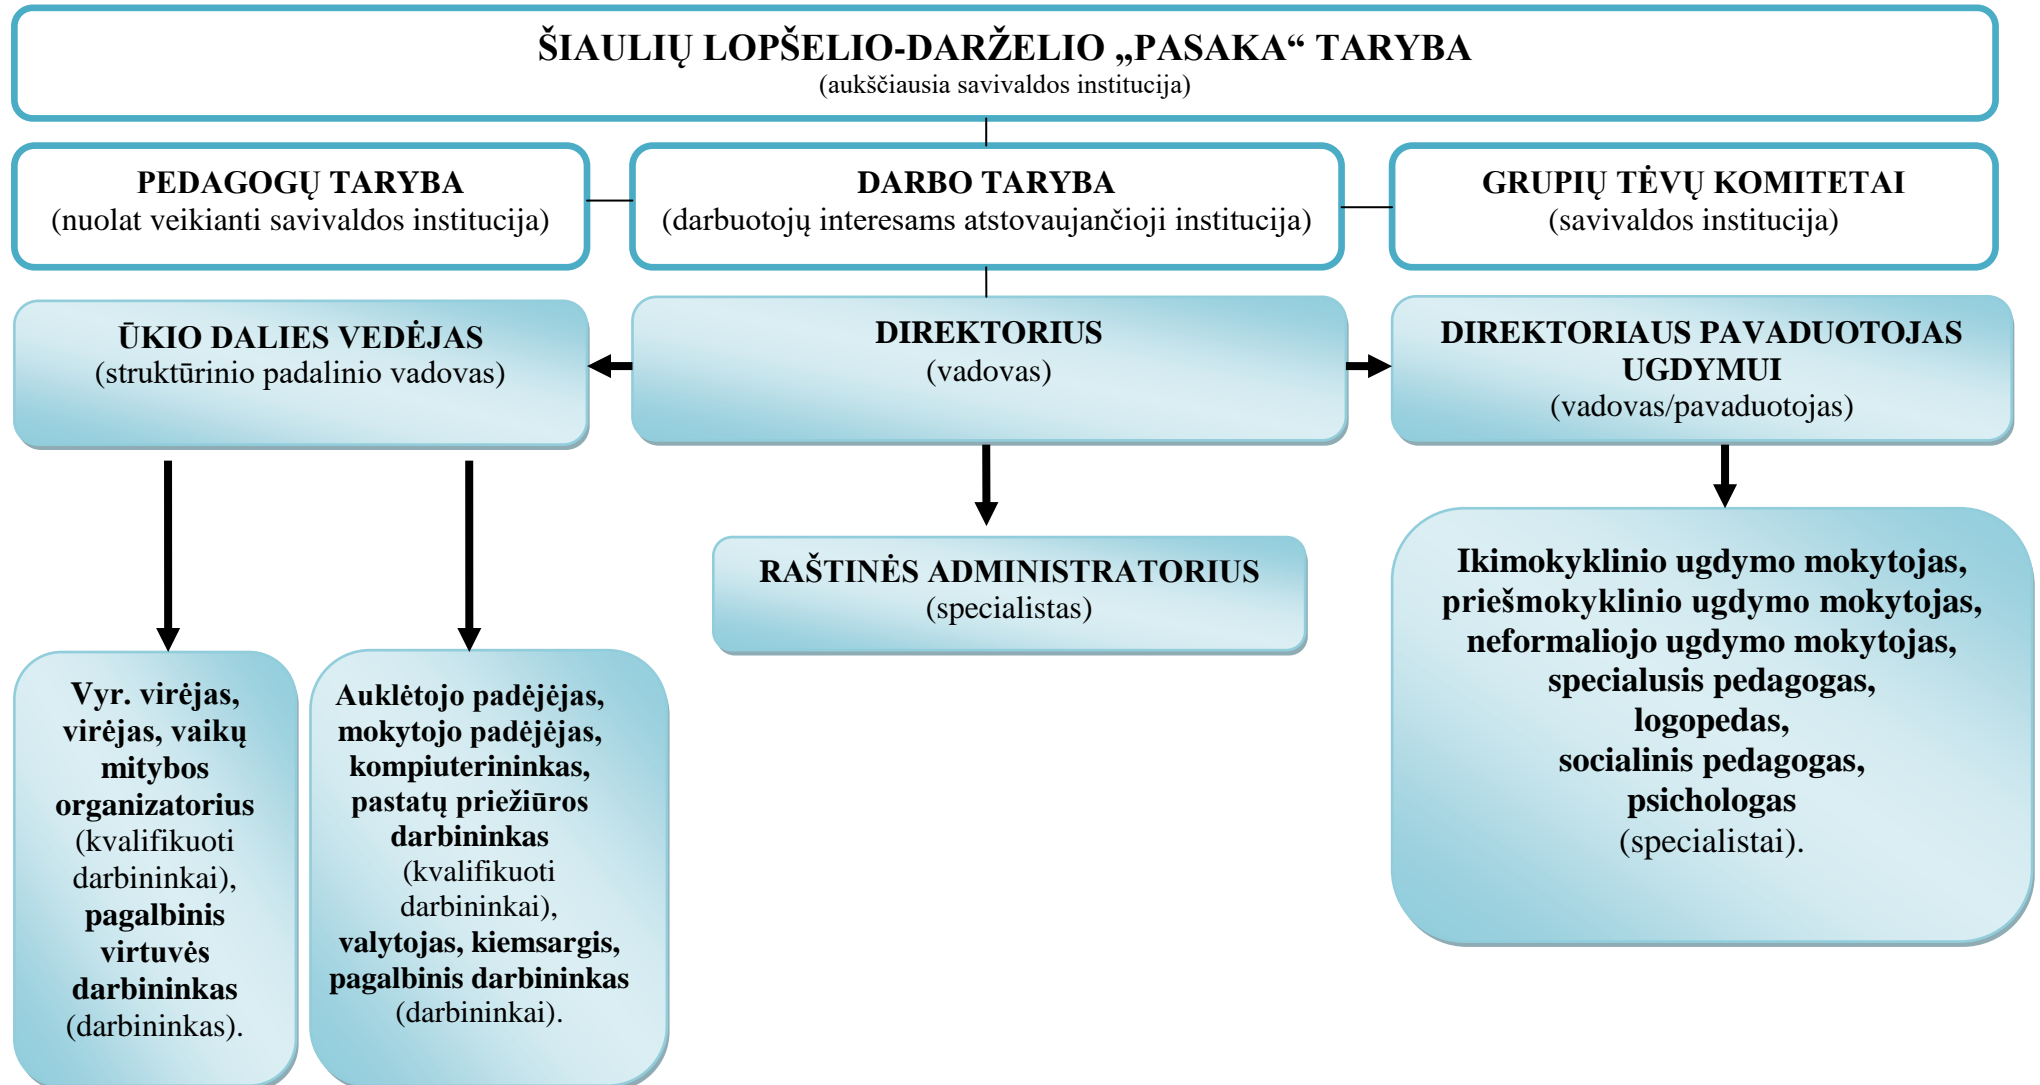 ŠIAULIŲ LOPŠELIO-DARŽELIO „PASAKA“ TARYBA
(aukščiausia savivaldos institucija)
PEDAGOGŲ TARYBA
(nuolat veikianti savivaldos institucija)
DARBO TARYBA
(darbuotojų interesams atstovaujančioji institucija)
GRUPIŲ TĖVŲ KOMITETAI
(savivaldos institucija)
ŪKIO DALIES VEDĖJAS
(struktūrinio padalinio vadovas)
DIREKTORIUS
(vadovas)
DIREKTORIAUS PAVADUOTOJAS
UGDYMUI
(vadovas/pavaduotojas)
RAŠTINĖS ADMINISTRATORIUS
(specialistas)
Vyr. virėjas,
virėjas, vaikų
mitybos
organizatorius
(kvalifikuoti
darbininkai),
pagalbinis
virtuvės
darbininkas
(darbininkas).
Auklėtojo padėjėjas,
mokytojo padėjėjas,
kompiuterininkas,
pastatų priežiūros
darbininkas
(kvalifikuoti
darbininkai),
valytojas, kiemsargis,
pagalbinis darbininkas
(darbininkai).
Ikimokyklinio ugdymo mokytojas,
priešmokyklinio ugdymo mokytojas,
neformaliojo ugdymo mokytojas,
specialusis pedagogas,
logopedas,
socialinis pedagogas,
psichologas
(specialistai).